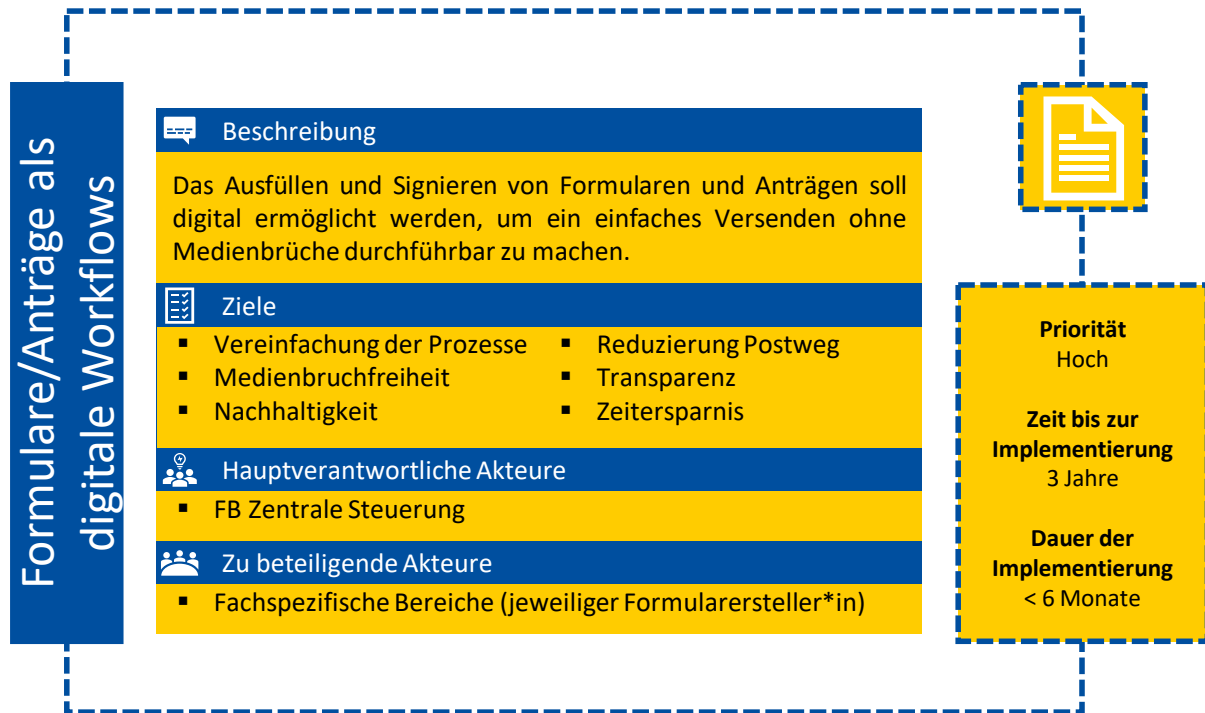 Formulare/Anträge als
digitale Workflows
Beschreibung
Das Ausfüllen und Signieren von Formularen und Anträgen soll
digital ermöglicht werden, um ein einfaches Versenden ohne
Medienbrüche durchführbar zu machen.
Ziele
▪ Vereinfachung der Prozesse
▪ Medienbruchfreiheit
▪ Nachhaltigkeit
▪ Reduzierung Postweg
▪ Transparenz
▪ Zeitersparnis
Hauptverantwortliche Akteure
▪ FB Zentrale Steuerung
Zu beteiligende Akteure
▪ Fachspezifische Bereiche (jeweiliger Formularersteller*in)
Priorität
Hoch
Zeit bis zur
Implementierung
3 Jahre
Dauer der
Implementierung
< 6 Monate